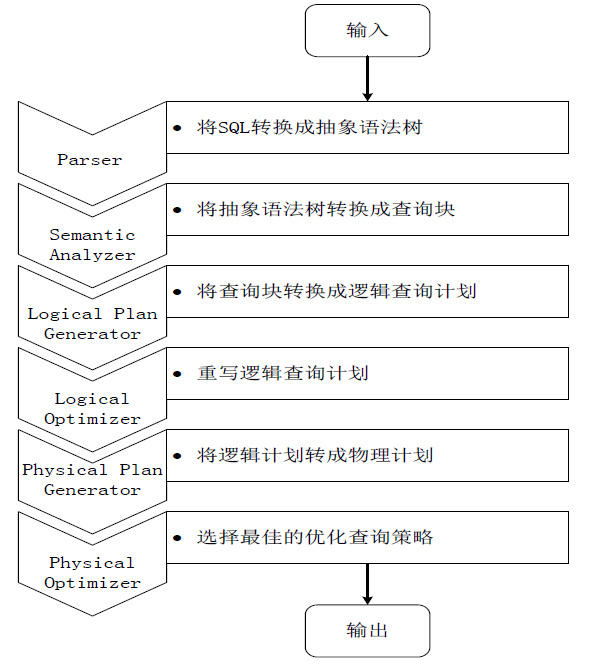 输入
Parser
• 将SQL转换成抽象语法树
Semantic
Analyzer
• 将抽象语法树转换成查询块
Logical Plan
Generator
• 将查询块转换成逻辑查询计划
Logical
Optimizer
• 重写逻辑查询计划
Physical Plan
Generator
• 将逻辑计划转成物理计划
Physical
Optimizer
• 选择最佳的优化查询策略
输出